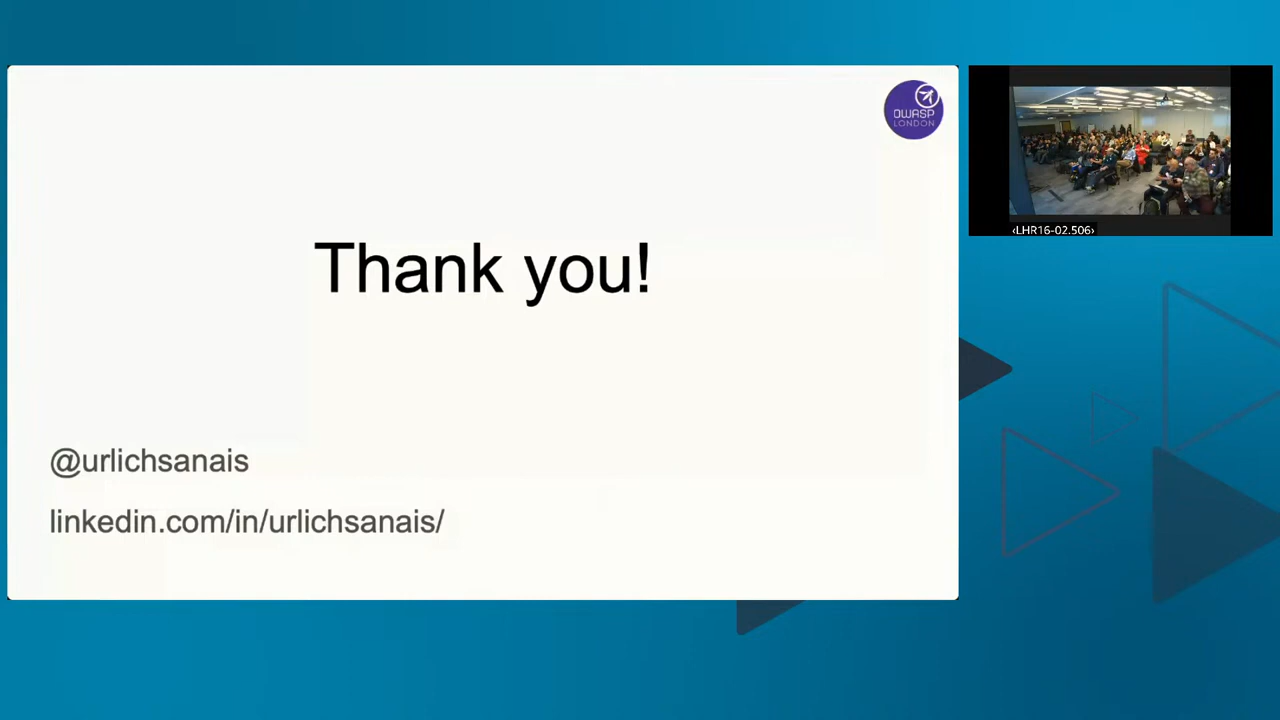 OWASP
LONDON
Thank you!
@urlichsanais
linkedin.com/in/urlichsanais/
‹LHR16-02.506›